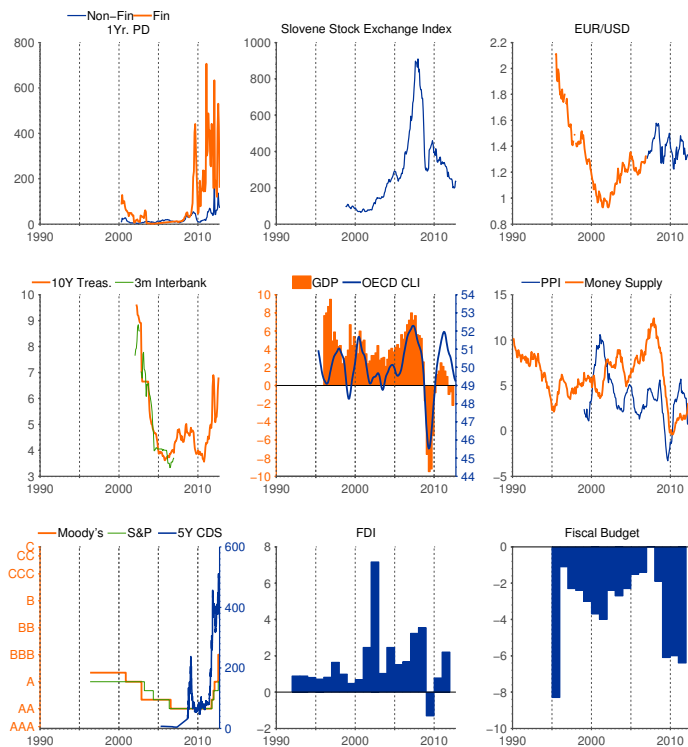 Non-Fin Fin
1Yr. PD
800
600
400
200
0
1990 2000 2010
Slovene Stock Exchange Index
1000
800
600
400
200
0
1990 2000 2010
EUR/USD
2.2
2
1.8
1.6
1.4
1.2
1
0.8
1990 2000 2010
10Y Treas. 3m Interbank
10
9
8
7
6
5
4
3
1990 2000 2010
GDP OECD CLI
10 54
8 53
6 52
4 51
2 50
0 49
−2 48
−4 47
−6 46
−8 45
−10 44
1990 2000 2010
PPI Money Supply
15
10
5
0
−5
1990 2000 2010
Moody's S&P 5Y CDS
C 600
CC
CCC
B 400
BB
BBB 200
A
AA
AAA 0
1990 2000 2010
FDI
8
6
4
2
0
−2
1990 2000 2010
Fiscal Budget
0
−2
−4
−6
−8
−10
1990 2000 2010